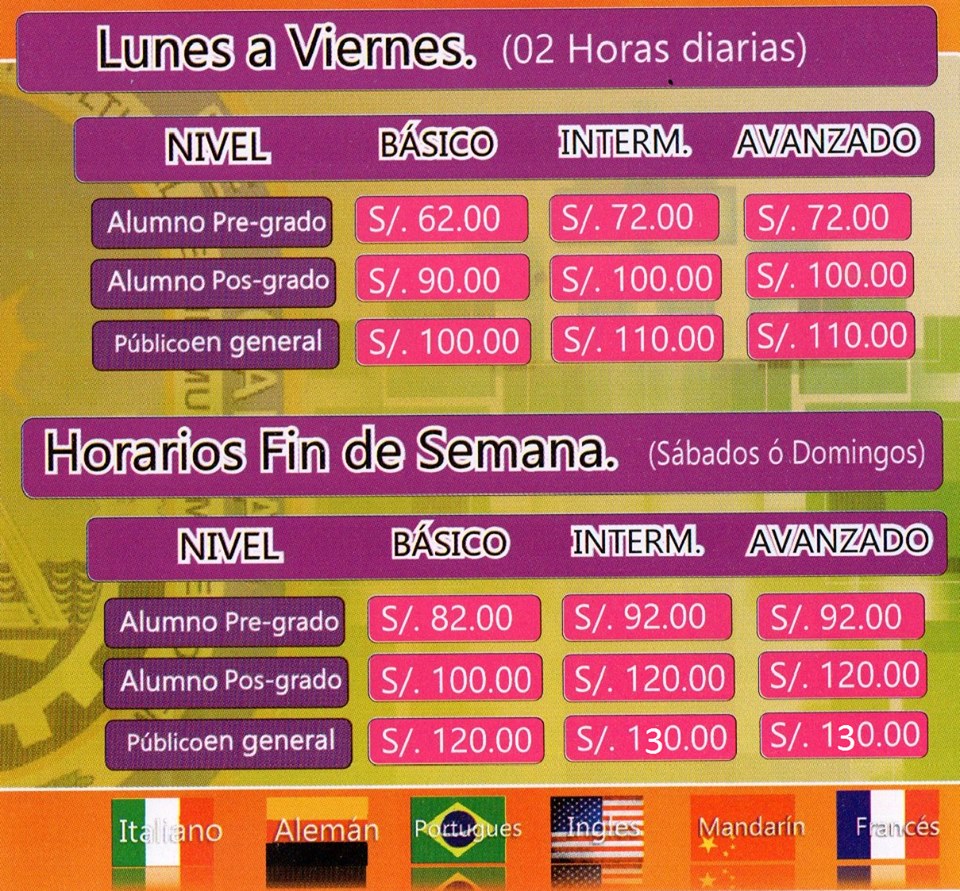 Lunes a Viernes. (02 Horas diarias)
NIVEL BÁSICO INTERM. AVANZADO
Alumno Pre-grado S/. 62.00 S/. 72.00 S/. 72.00
Alumno Pos-grado S/. 90.00 S/. 100.00 S/. 100.00
Públicoen general S/. 100.00 S/. 110.00 S/. 110.00
Horarios Fin de Semana. (Sábados ó Domingos)
NIVEL BÁSICO INTERM. AVANZADO
Alumno Pre-grado S/. 82.00 S/. 92.00 S/. 92.00
Alumno Pos-grado S/. 100.00 S/. 120.00 S/. 120.00
Públicoen general S/. 120.00 S/. 130.00 S/. 130.00
Italiano Alemán Portugues Ingles Mandarín Francés